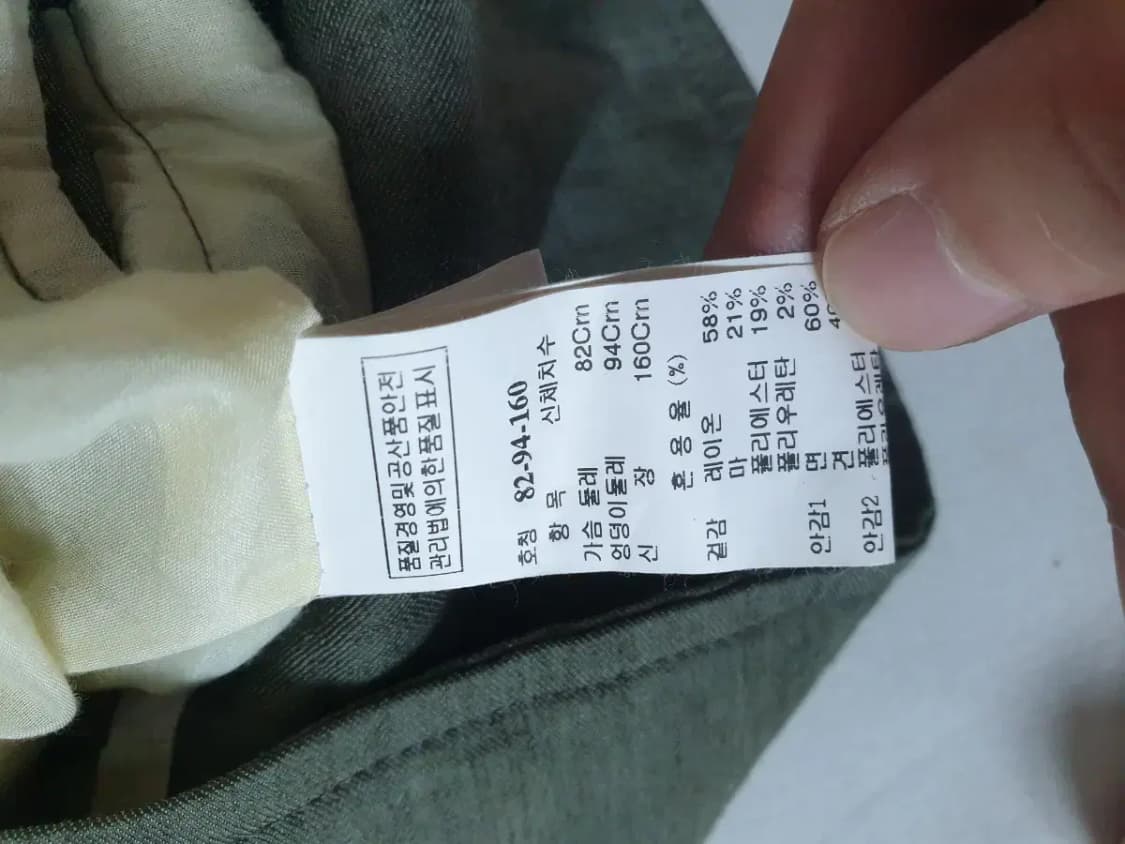 품질경영및공산품안전
관리법에의한품질표시
호칭 82-94-160
항 목 신체치수
가슴 둘레 82Cm
엉덩이둘레 94Cm
신 장 160Cm
혼 용 율 (%)
겉감 레이온 58%
마 21%
폴리에스터 19%
폴리우레탄 2%
안감1 면 60%
안감2 폴리에스터